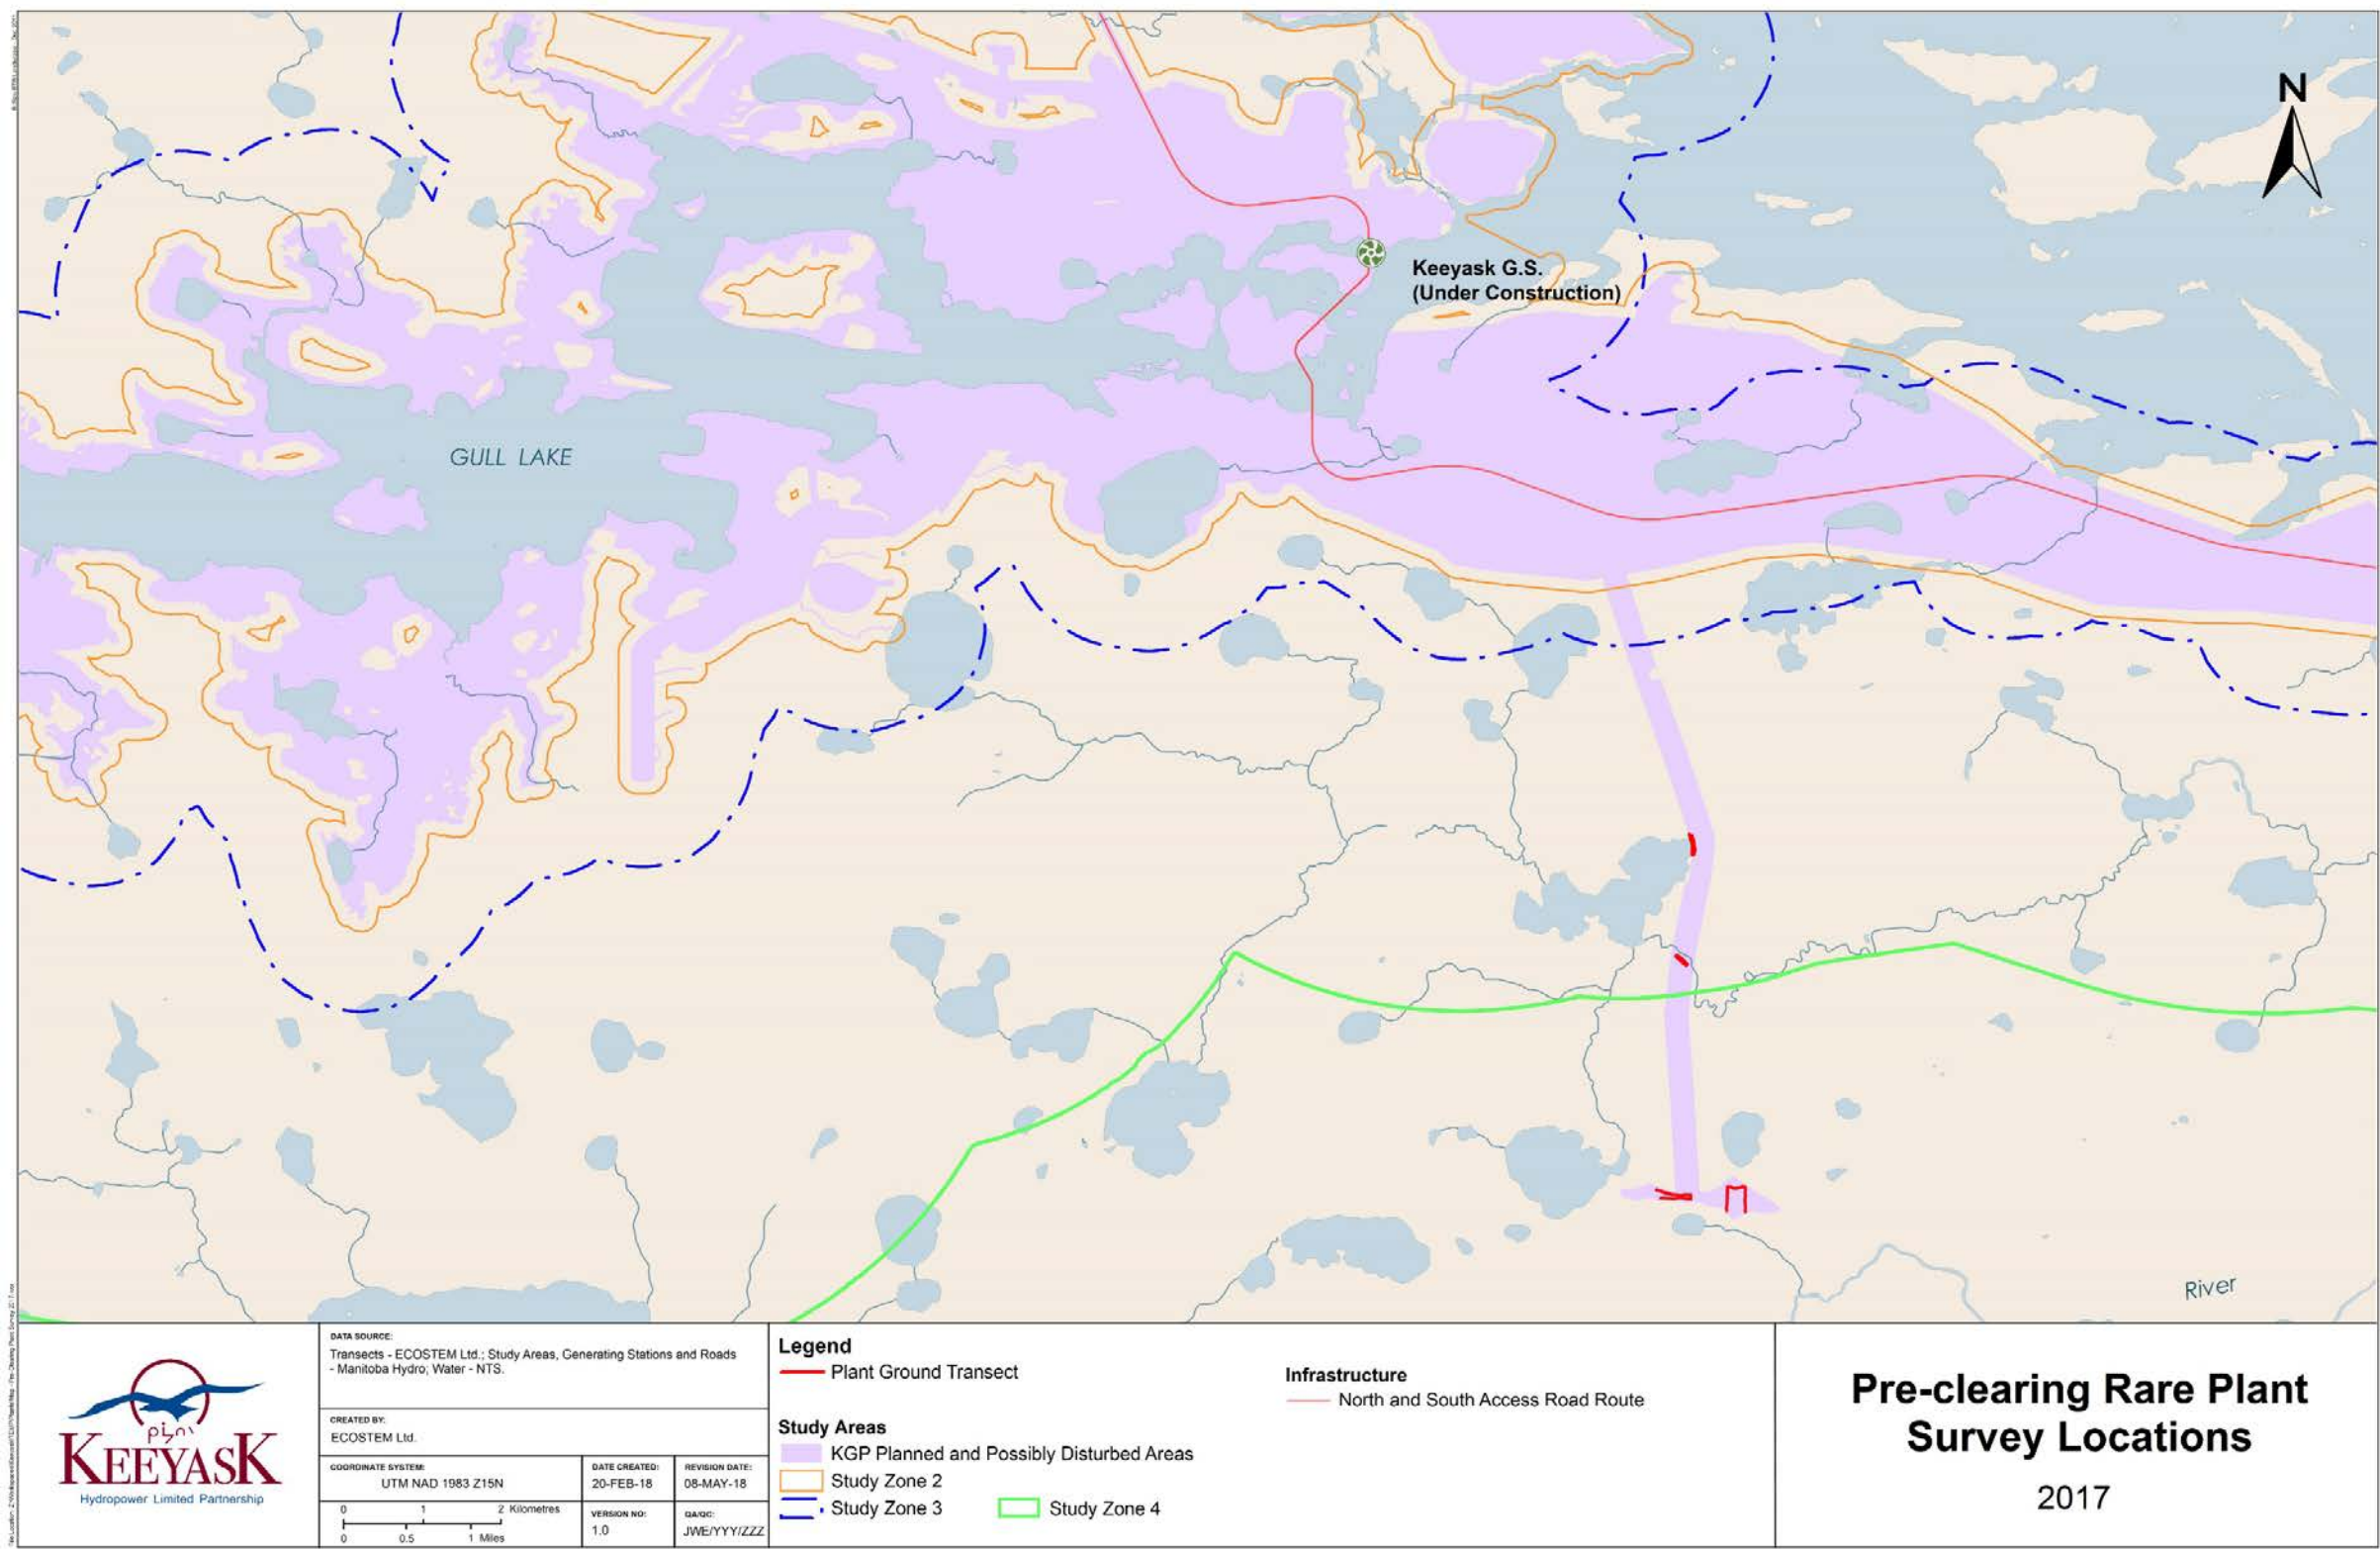 N
Keeyask G.S.
(Under Construction)
GULL LAKE
River
ᑭᔭᐢᐠ
KEEYASK
Hydropower Limited Partnership
DATA SOURCE:
Transects - ECOSTEM Ltd.; Study Areas, Generating Stations and Roads
- Manitoba Hydro; Water - NTS.
CREATED BY:
ECOSTEM Ltd.
COORDINATE SYSTEM:
UTM NAD 1983 Z15N
DATE CREATED:
20-FEB-18
REVISION DATE:
08-MAY-18
0 1 2 Kilometres
0 0.5 1 Miles
VERSION NO:
1.0
QA/QC:
JWE/YYY/ZZZ
Legend
Plant Ground Transect
Study Areas
KGP Planned and Possibly Disturbed Areas
Study Zone 2
Study Zone 3
Study Zone 4
Infrastructure
North and South Access Road Route
Pre-clearing Rare Plant
Survey Locations
2017